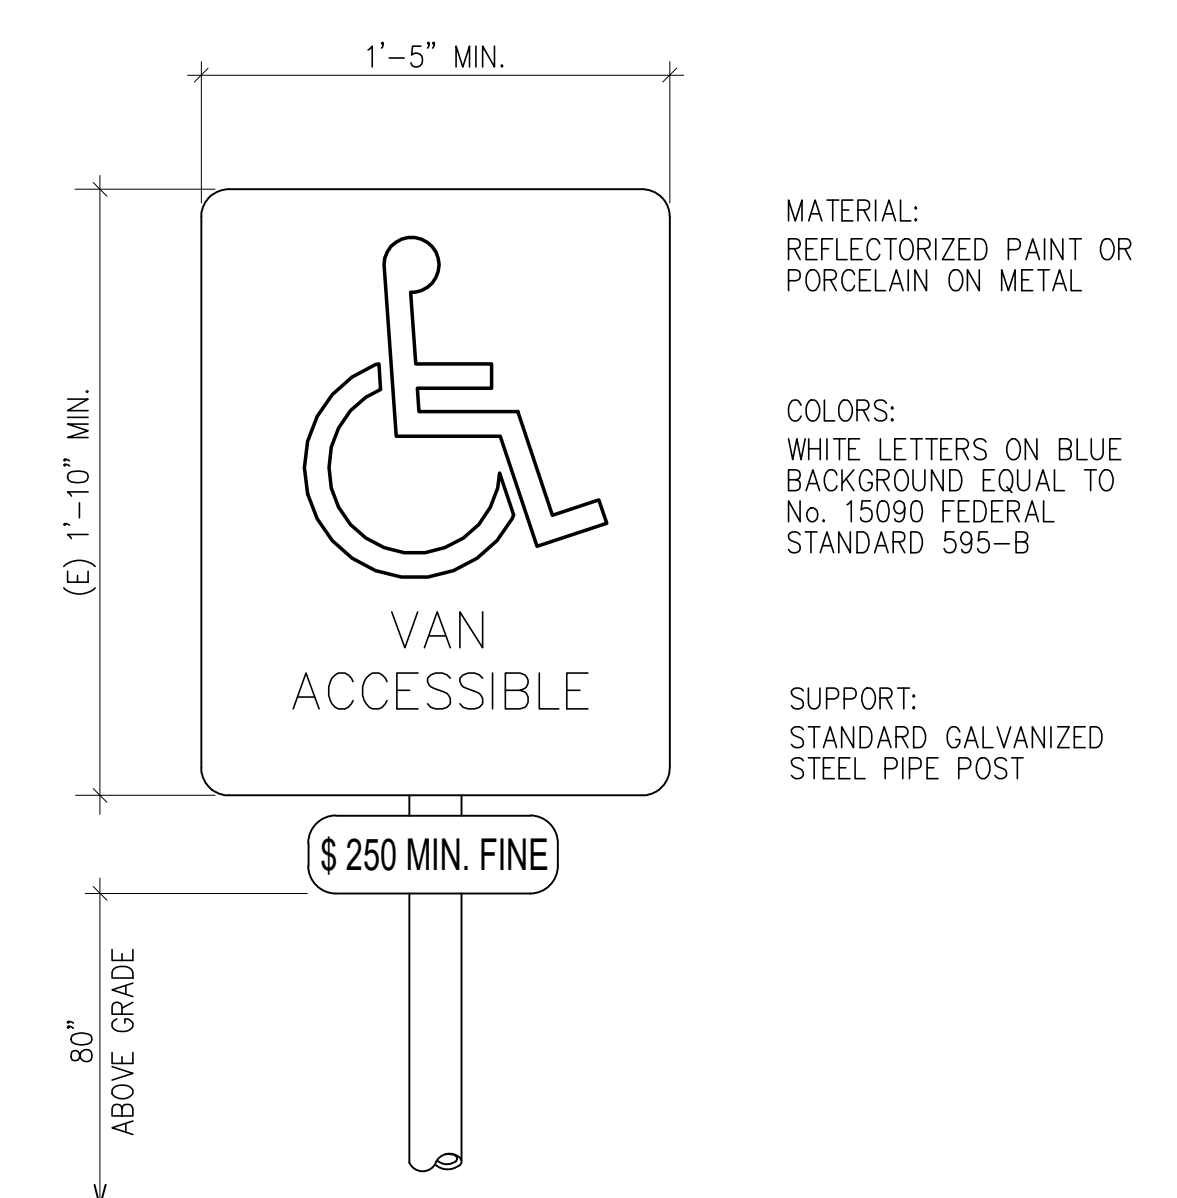 1'-5" MIN.
(E) 1'-10" MIN.
VAN
ACCESSIBLE
$ 250 MIN. FINE
80"
ABOVE GRADE
MATERIAL:
REFLECTORIZED PAINT OR
PORCELAIN ON METAL
COLORS:
WHITE LETTERS ON BLUE
BACKGROUND EQUAL TO
No. 15090 FEDERAL
STANDARD 595-B
SUPPORT:
STANDARD GALVANIZED
STEEL PIPE POST